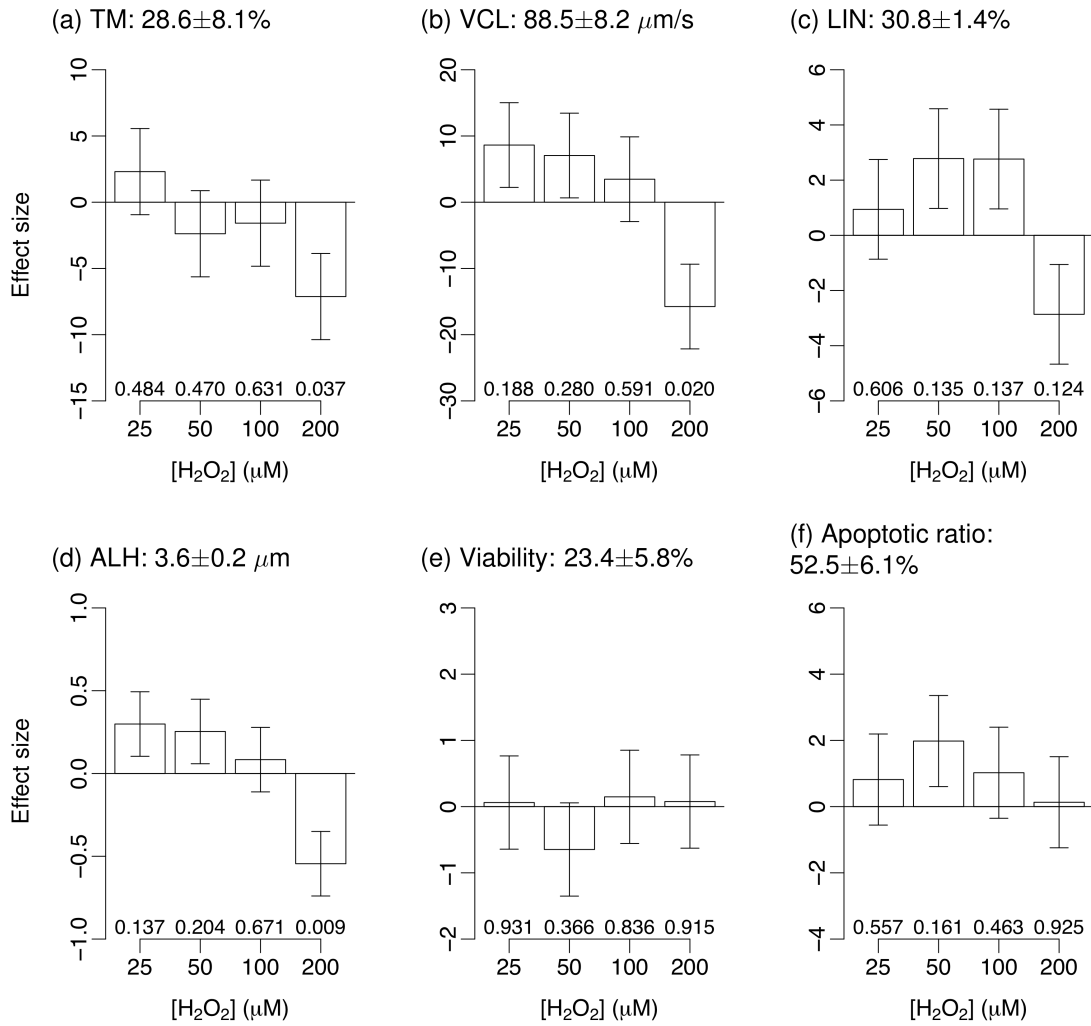 (a) TM: 28.6±8.1%
Effect size
10
5
0
−5
−10
−15
0.484 0.470 0.631 0.037
25 50 100 200
[H₂O₂] (μM)
(b) VCL: 88.5±8.2 μm/s
20
10
0
−10
−20
−30
0.188 0.280 0.591 0.020
25 50 100 200
[H₂O₂] (μM)
(c) LIN: 30.8±1.4%
6
4
2
0
−2
−4
−6
0.606 0.135 0.137 0.124
25 50 100 200
[H₂O₂] (μM)
(d) ALH: 3.6±0.2 μm
Effect size
1.0
0.5
0.0
−0.5
−1.0
0.137 0.204 0.671 0.009
25 50 100 200
[H₂O₂] (μM)
(e) Viability: 23.4±5.8%
3
2
1
0
−1
−2
0.931 0.366 0.836 0.915
25 50 100 200
[H₂O₂] (μM)
(f) Apoptotic ratio:
52.5±6.1%
6
4
2
0
−2
−4
0.557 0.161 0.463 0.925
25 50 100 200
[H₂O₂] (μM)